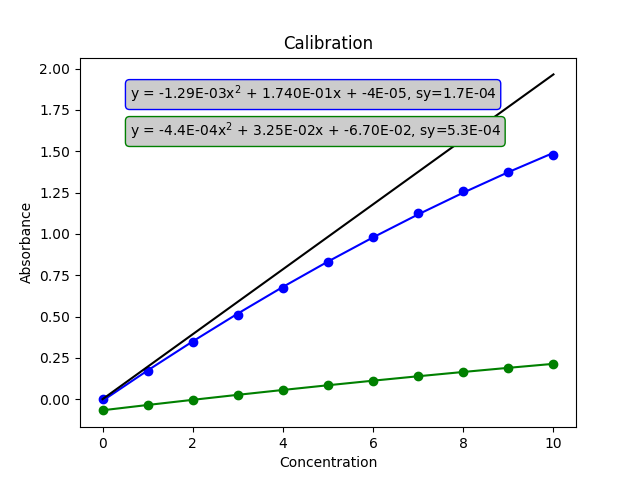 Calibration
2.00
1.75
1.50
1.25
1.00
0.75
0.50
0.25
0.00
Absorbance
y = -1.29E-03x² + 1.740E-01x + -4E-05, sy=1.7E-04
y = -4.4E-04x² + 3.25E-02x + -6.70E-02, sy=5.3E-04
0 2 4 6 8 10
Concentration